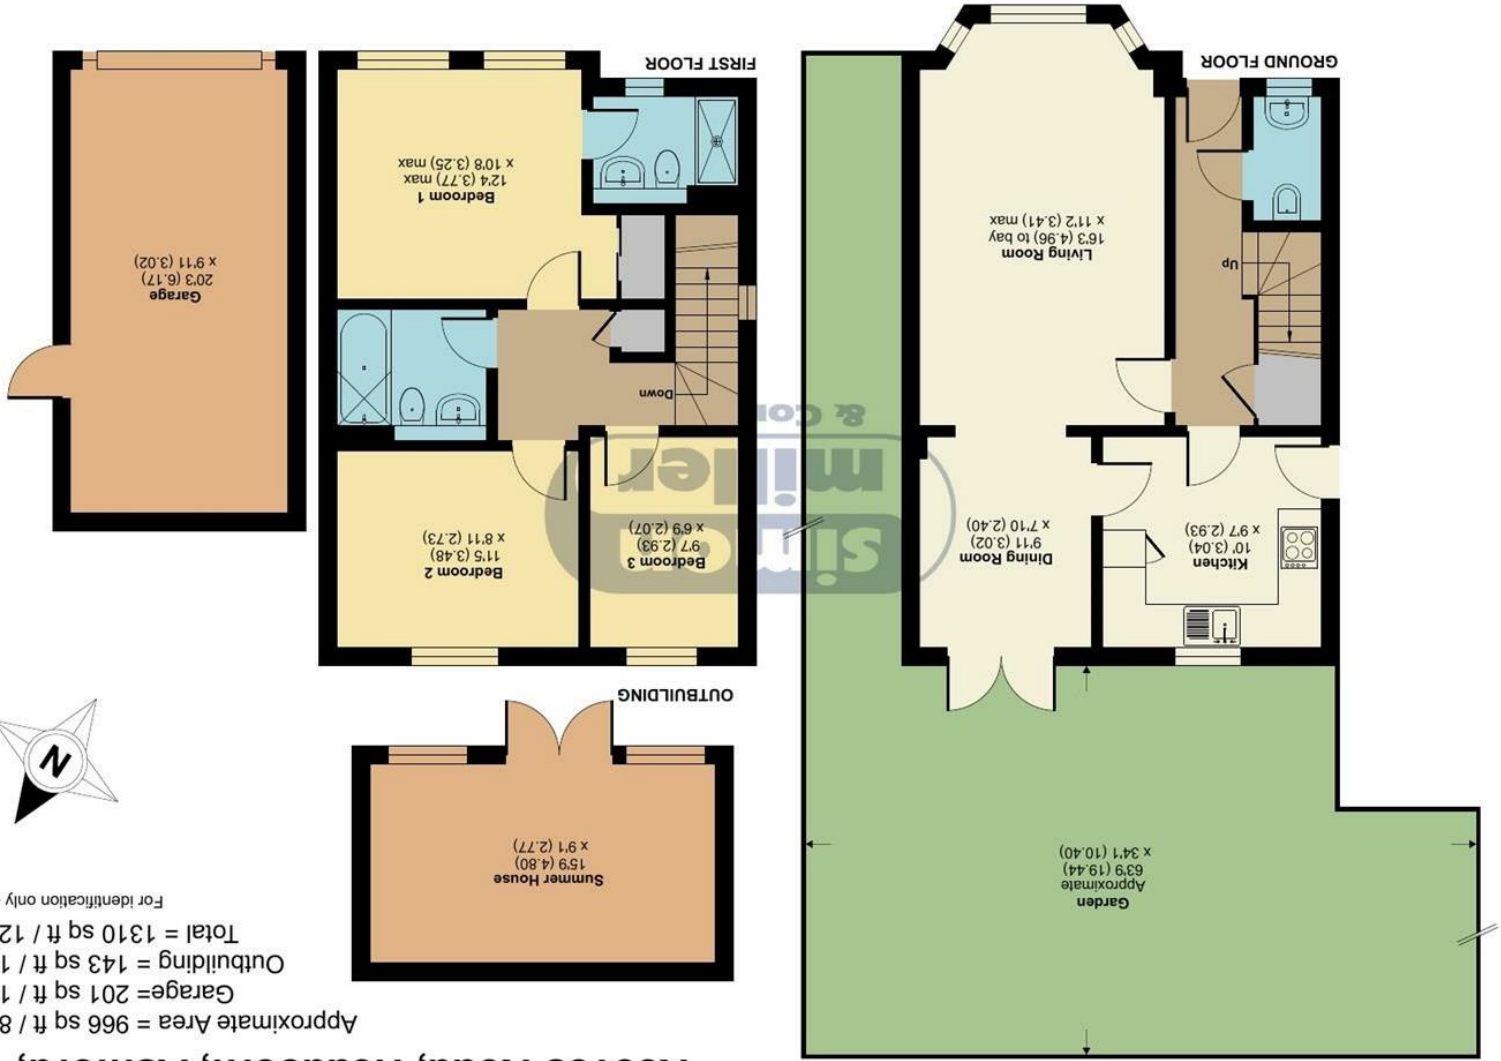 Road,
Approximate Area = 966 sq ft / 8
Garage= 201 sq ft / 1
Outbuilding = 143 sq ft / 1
Total = 1310 sq ft / 12
For identification only
N
Garden
Approximate
63'9 (19.44)
x 34'1 (10.40)
Summer House
15'9 (4.80)
x 9'1 (2.77)
OUTBUILDING
Kitchen
10' (3.04)
x 9'7 (2.93)
Dining Room
9'11 (3.02)
x 7'10 (2.40)
Bedroom 3
9'7 (2.93)
x 6'9 (2.07)
Bedroom 2
11'5 (3.48)
x 8'11 (2.73)
simon
miller
&
Down
Up
Living Room
16'3 (4.96) to bay
x 11'2 (3.41) max
Bedroom 1
12'4 (3.77) max
x 10'8 (3.25) max
Garage
20'3 (6.17)
x 9'11 (3.02)
GROUND FLOOR
FIRST FLOOR